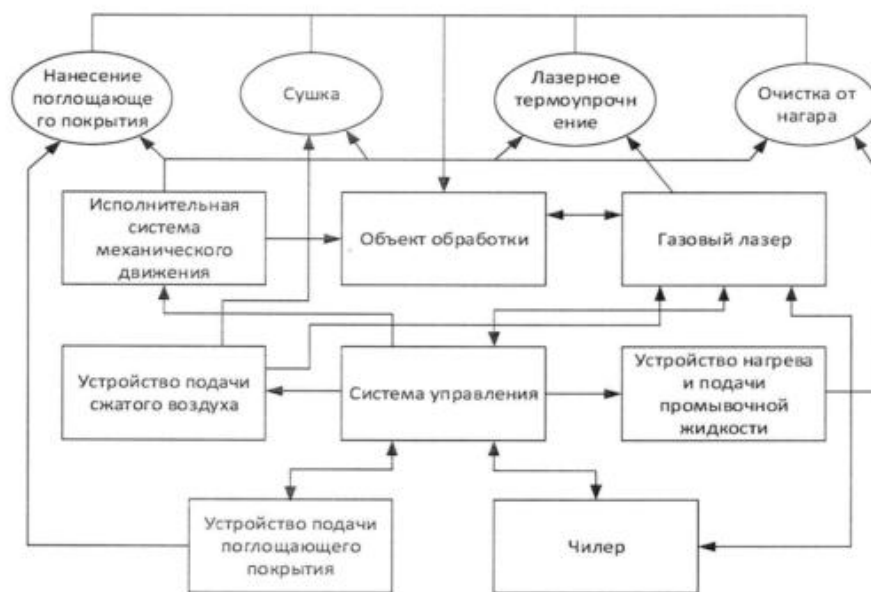 Нанесение
поглощающе
го покрытия
Сушка
Лазерное
термоупрочн
ение
Очистка от
нагара
Исполнительная
система
механического
движения
Объект обработки
Газовый лазер
Устройство подачи
сжатого воздуха
Система управления
Устройство нагрева
и подачи
промывочной
жидкости
Устройство подачи
поглощающего
покрытия
Чилер